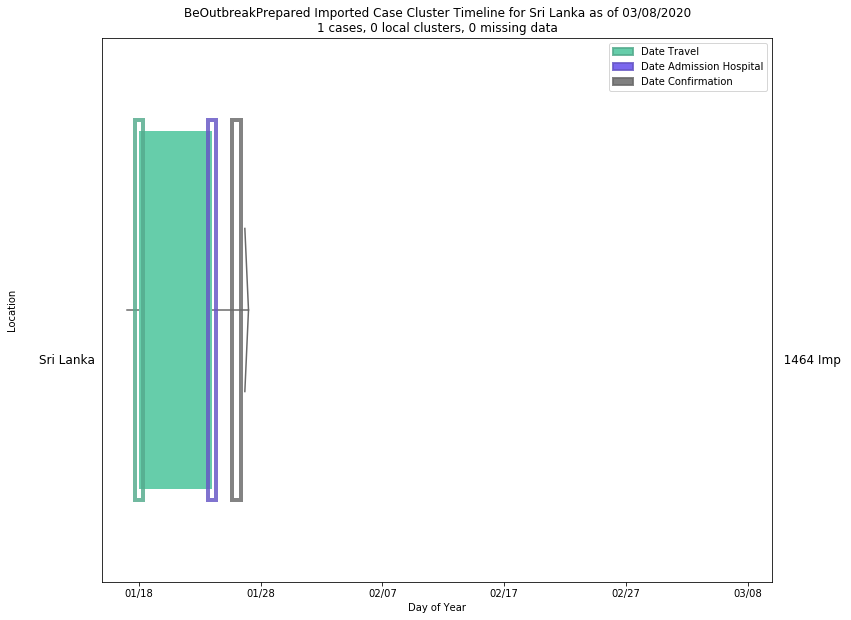 BeOutbreakPrepared Imported Case Cluster Timeline for Sri Lanka as of 03/08/2020
1 cases, 0 local clusters, 0 missing data
Date Travel
Date Admission Hospital
Date Confirmation
Location
Sri Lanka
1464 Imp
01/18
01/28
02/07
02/17
02/27
03/08
Day of Year